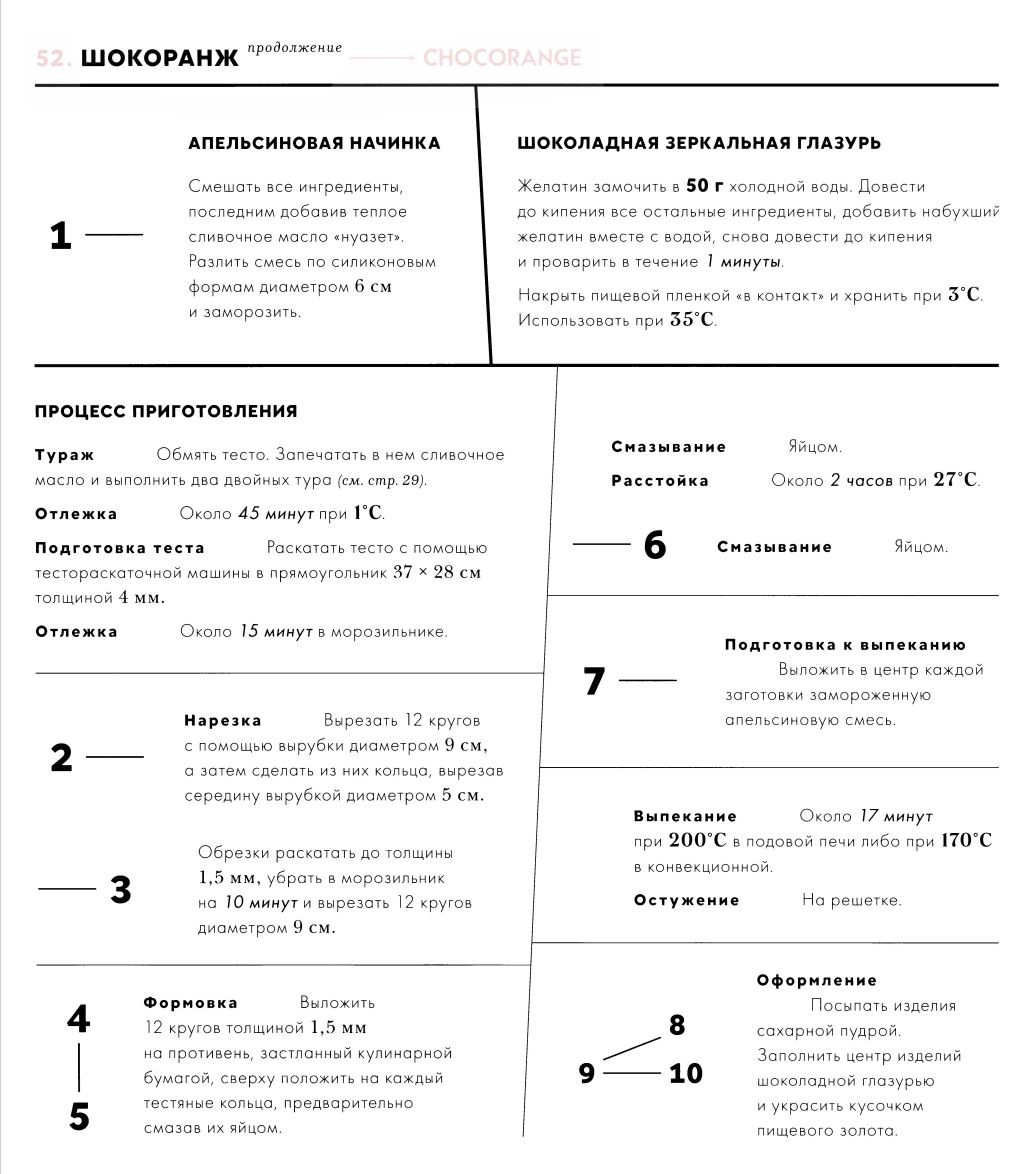 52. ШОКОРАНЖ продолжение CHOCORANGE
1
АПЕЛЬСИНОВАЯ НАЧИНКА
Смешать все ингредиенты,
последним добавив теплое
сливочное масло «нуазет».
Разлить смесь по силиконовым
формам диаметром 6 см
и заморозить.
ШОКОЛАДНАЯ ЗЕРКАЛЬНАЯ ГЛАЗУРЬ
Желатин замочить в 50 г холодной воды. Довести
до кипения все остальные ингредиенты, добавить набухший
желатин вместе с водой, снова довести до кипения
и проварить в течение 1 минуты.
Накрыть пищевой пленкой «в контакт» и хранить при 3°С.
Использовать при 35°С.
ПРОЦЕСС ПРИГОТОВЛЕНИЯ
Тураж Обмять тесто. Запечатать в нем сливочное
масло и выполнить два двойных тура (см. стр. 29).
Отлежка Около 45 минут при 1°С.
Подготовка теста Раскатать тесто с помощью
тестораскаточной машины в прямоугольник 37 × 28 см
толщиной 4 мм.
Отлежка Около 15 минут в морозильнике.
2
Нарезка Вырезать 12 кругов
с помощью вырубки диаметром 9 см,
а затем сделать из них кольца, вырезав
середину вырубкой диаметром 5 см.
3
Обрезки раскатать до толщины
1,5 мм, убрать в морозильник
на 10 минут и вырезать 12 кругов
диаметром 9 см.
4
5
Формовка Выложить
12 кругов толщиной 1,5 мм
на противень, застланный кулинарной
бумагой, сверху положить на каждый
тестяные кольца, предварительно
смазав их яйцом.
Смазывание Яйцом.
Расстойка Около 2 часов при 27°С.
6 Смазывание Яйцом.
7
Подготовка к выпеканию
Выложить в центр каждой
заготовки замороженную
апельсиновую смесь.
Выпекание Около 17 минут
при 200°С в подовой печи либо при 170°С
в конвекционной.
Остужение На решетке.
8
9 10
Оформление
Посыпать изделия
сахарной пудрой.
Заполнить центр изделий
шоколадной глазурью
и украсить кусочком
пищевого золота.